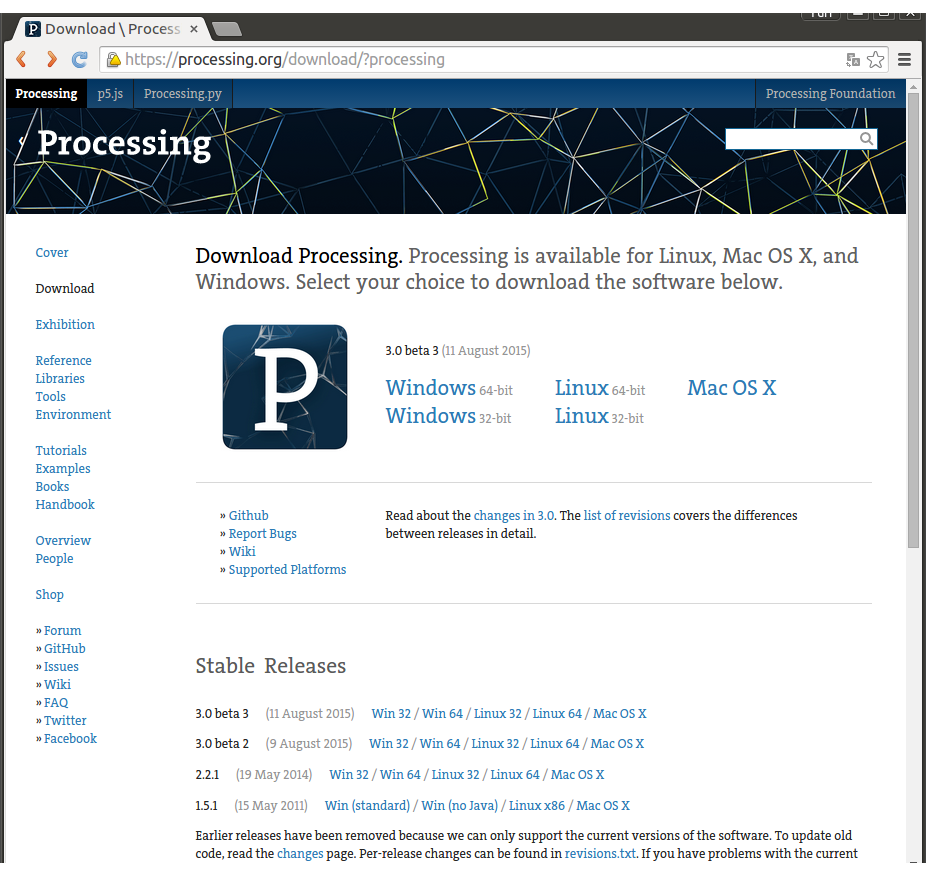 Download \ Process
https://processing.org/download/?processing
Processing p5.js Processing.py Processing Foundation
Processing
Cover
Download
Exhibition
Reference
Libraries
Tools
Environment
Tutorials
Examples
Books
Handbook
Overview
People
Shop
» Forum
» GitHub
» Issues
» Wiki
» FAQ
» Twitter
» Facebook
Download Processing. Processing is available for Linux, Mac OS X, and
Windows. Select your choice to download the software below.
P
3.0 beta 3 (11 August 2015)
Windows 64-bit Linux 64-bit Mac OS X
Windows 32-bit Linux 32-bit
» Github
» Report Bugs
» Wiki
» Supported Platforms
Read about the changes in 3.0. The list of revisions covers the differences
between releases in detail.
Stable Releases
3.0 beta 3 (11 August 2015) Win 32 / Win 64 / Linux 32 / Linux 64 / Mac OS X
3.0 beta 2 (9 August 2015) Win 32 / Win 64 / Linux 32 / Linux 64 / Mac OS X
2.2.1 (19 May 2014) Win 32 / Win 64 / Linux 32 / Linux 64 / Mac OS X
1.5.1 (15 May 2011) Win (standard) / Win (no Java) / Linux x86 / Mac OS X
Earlier releases have been removed because we can only support the current versions of the software. To update old
code, read the changes page. Per-release changes can be found in revisions.txt. If you have problems with the current